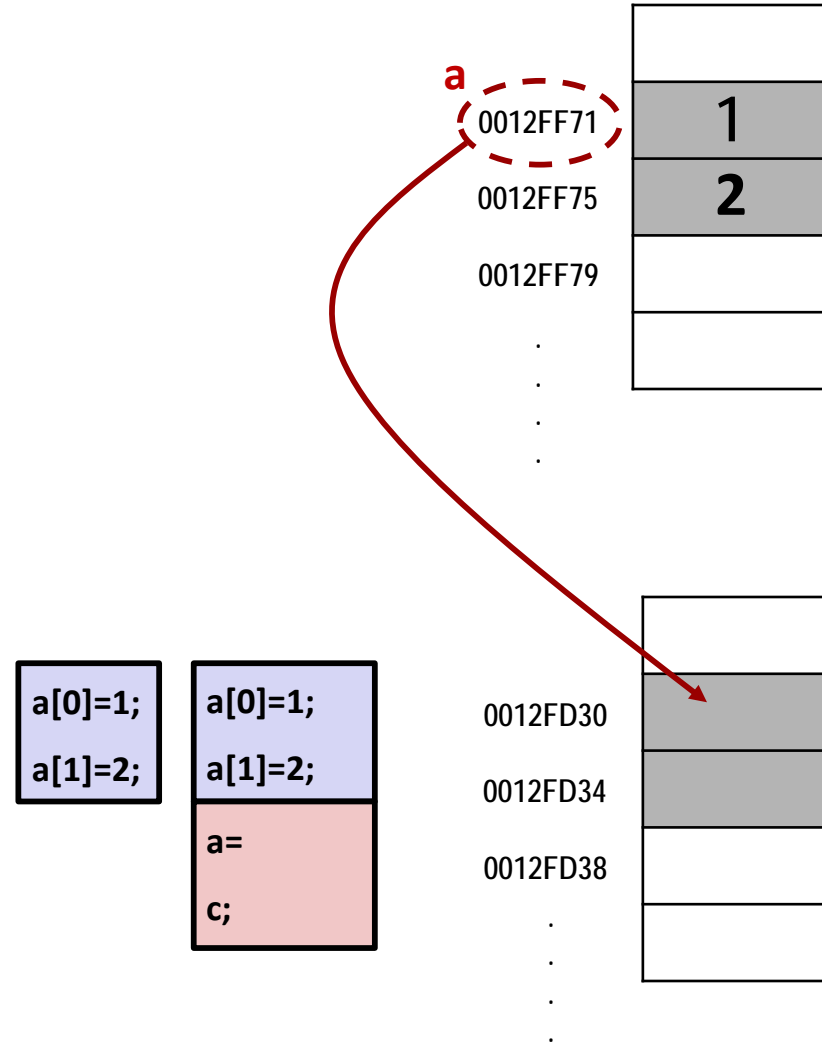 a
0012FF71 1
0012FF75 2
0012FF79
.
.
.
.
a[0]=1;
a[1]=2;
a[0]=1;
a[1]=2;
a=
c;
0012FD30
0012FD34
0012FD38
.
.
.
.